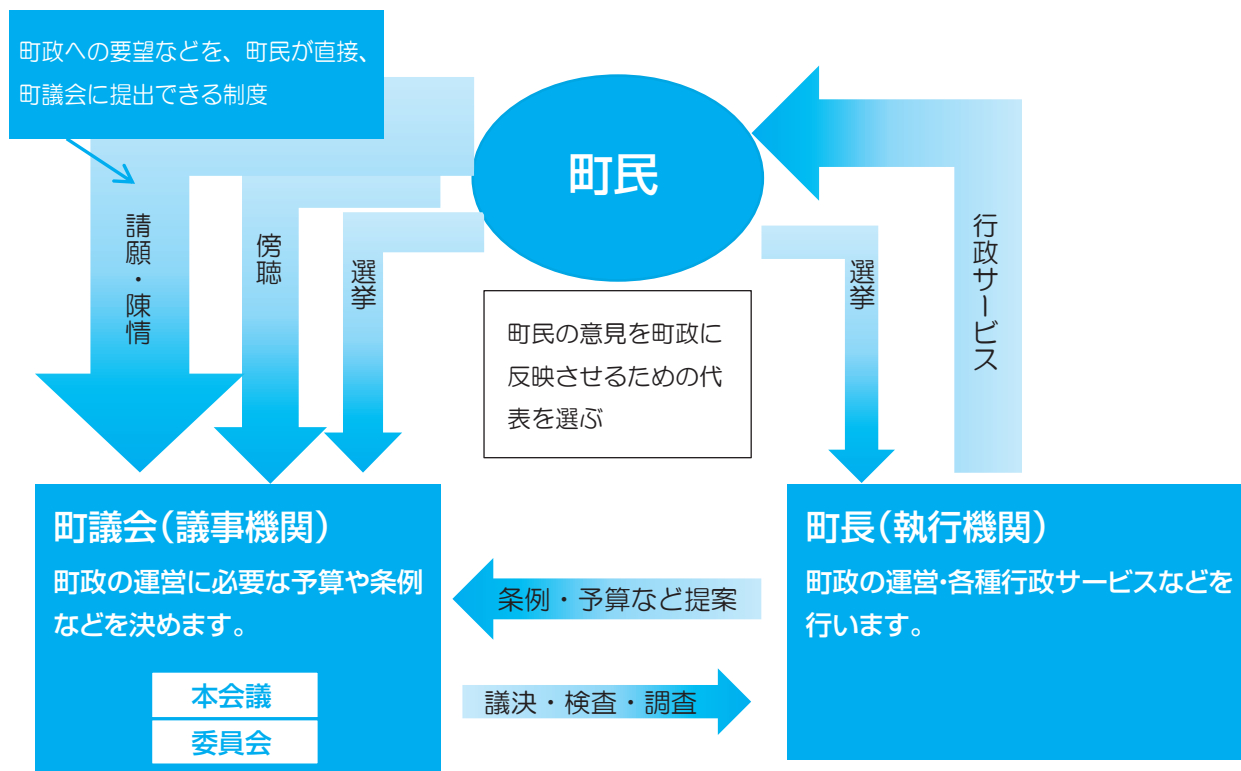 町政への要望などを、町民が直接、
町議会に提出できる制度
町民
請願・陳情
傍聴
選挙
選挙
行政サービス
町民の意見を町政に
反映させるための代
表を選ぶ
町議会(議事機関)
町政の運営に必要な予算や条例
などを決めます。
本会議
委員会
条例・予算など提案
議決・検査・調査
町長(執行機関)
町政の運営・各種行政サービスなどを
行います。